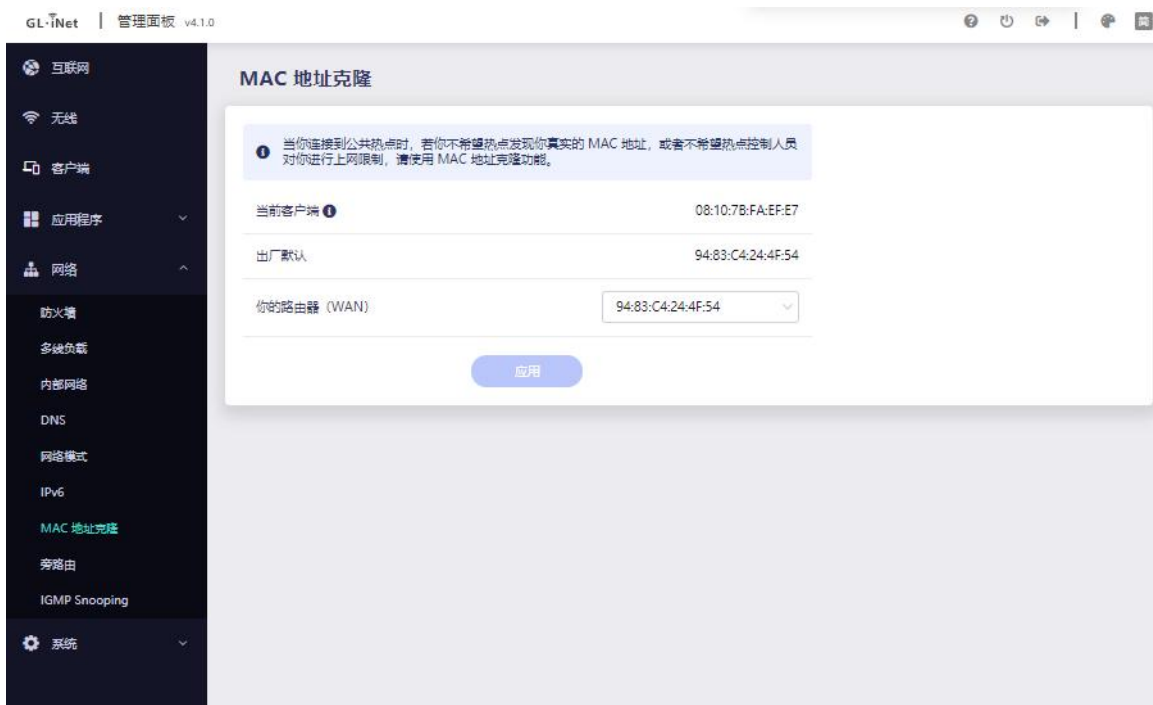 GL·iNet | 管理面板 v4.1.0
简
互联网
无线
客户端
应用程序
网络
防火墙
多线负载
内部网络
DNS
网络模式
IPv6
MAC 地址克隆
旁路由
IGMP Snooping
系统
MAC 地址克隆
当你连接到公共热点时，若你不希望热点发现你真实的 MAC 地址，或者不希望热点控制人员
对你进行上网限制，请使用 MAC 地址克隆功能。
当前客户端 08:10:7B:FA:EF:E7
出厂默认 94:83:C4:24:4F:54
你的路由器（WAN） 94:83:C4:24:4F:54
应用